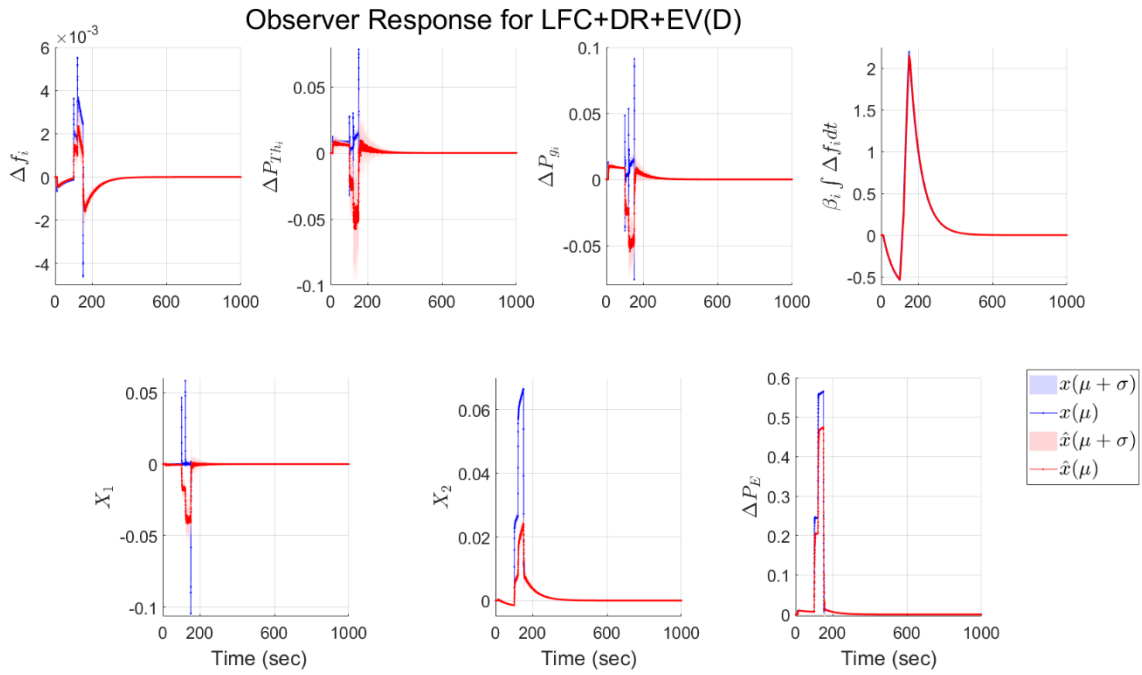 Observer Response for LFC+DR+EV(D)
×10⁻³
6
4
2
0
-2
-4
Δf_i
0 200 600 1000
0.05
0
-0.05
-0.1
ΔP_{Th_i}
0 200 600 1000
0.1
0.05
0
-0.05
ΔP_{g_i}
0 200 600 1000
2
1.5
1
0.5
0
-0.5
β_i ∫ Δf_i dt
0 200 600 1000
0.05
0
-0.05
-0.1
X_1
0 200 600 1000
Time (sec)
0.06
0.04
0.02
0
X_2
0 200 600 1000
Time (sec)
0.6
0.5
0.4
0.3
0.2
0.1
0
ΔP_E
0 200 600 1000
Time (sec)
x(μ + σ)
x(μ)
x̂(μ + σ)
x̂(μ)